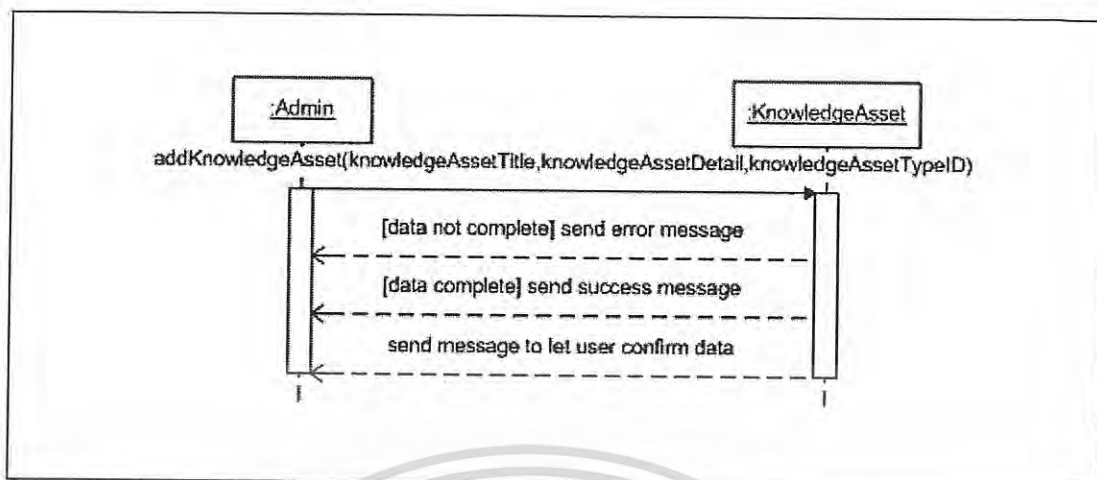 :Admin
:KnowledgeAsset
addKnowledgeAsset(knowledgeAssetTitle,knowledgeAssetDetail,knowledgeAssetTypeID)
[data not complete] send error message
[data complete] send success message
send message to let user confirm data